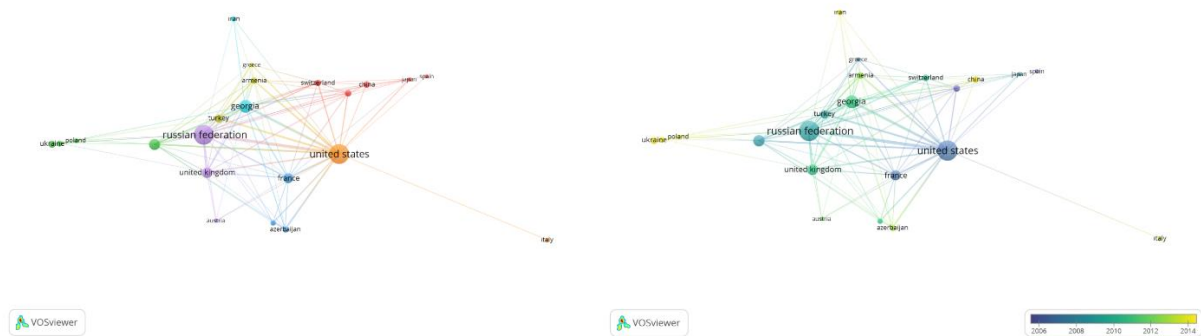 iran
greece
armenia
switzerland
china
japan
spain
georgia
turkey
russian federation
ukraine
poland
united states
united kingdom
france
austria
azerbaijan
italy
VOSviewer
iran
greece
armenia
switzerland
china
japan
spain
georgia
turkey
russian federation
ukraine
poland
united states
united kingdom
france
austria
azerbaijan
italy
VOSviewer
2006 2008 2010 2012 2014